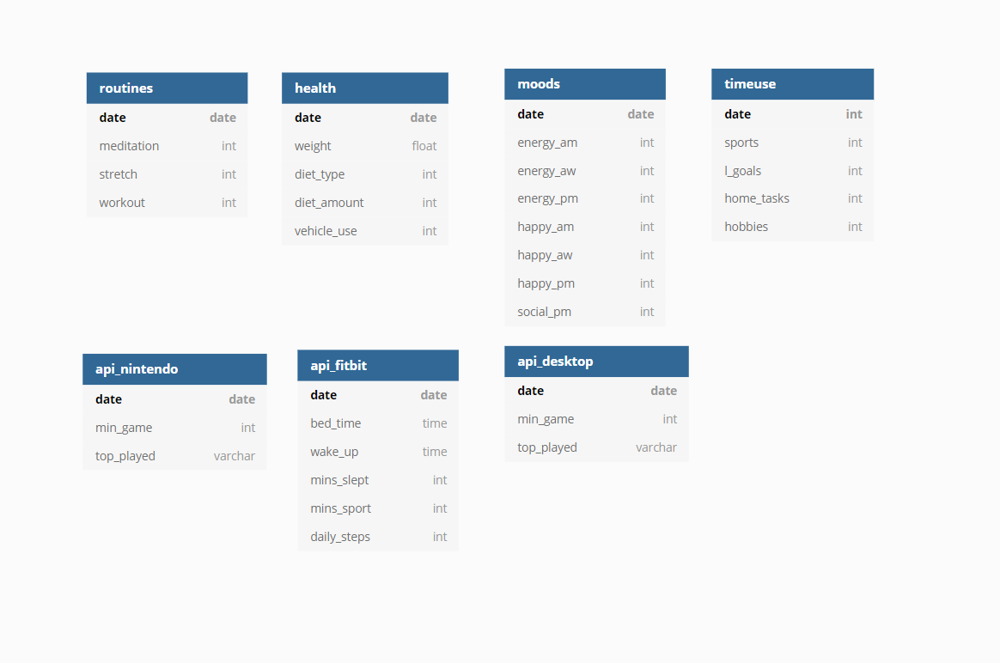 routines
date date
meditation int
stretch int
workout int
health
date date
weight float
diet_type int
diet_amount int
vehicle_use int
moods
date date
energy_am int
energy_aw int
energy_pm int
happy_am int
happy_aw int
happy_pm int
social_pm int
timeuse
date int
sports int
l_goals int
home_tasks int
hobbies int
api_nintendo
date date
min_game int
top_played varchar
api_fitbit
date date
bed_time time
wake_up time
mins_slept int
mins_sport int
daily_steps int
api_desktop
date date
min_game int
top_played varchar